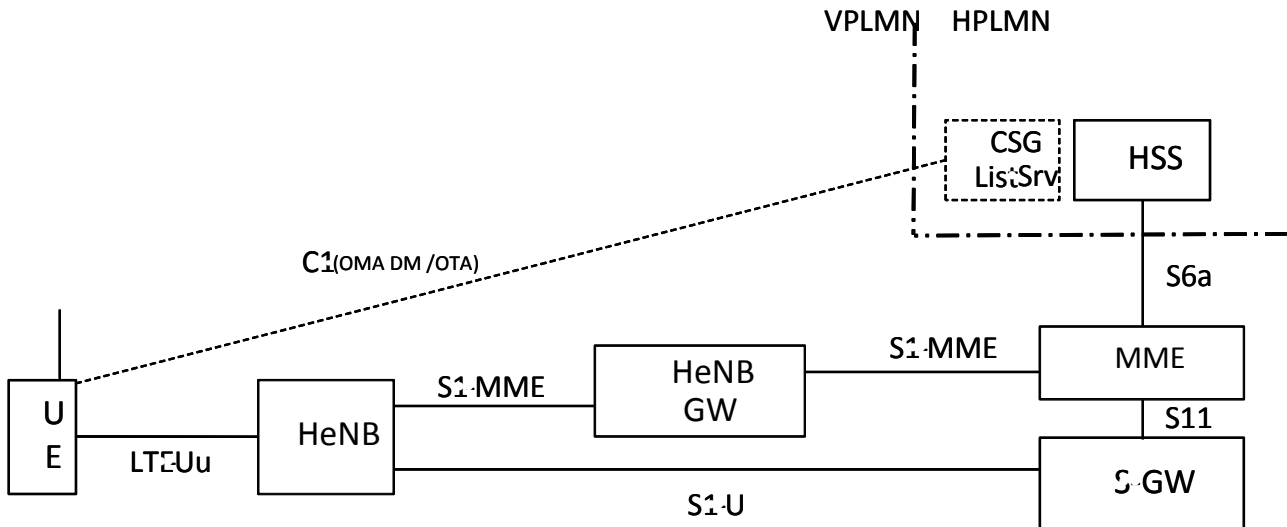 VPLMN HPLMN
CSG
ListSrv
HSS
C1(OMA DM /OTA)
S6a
S1-MME
MME
HeNB
GW
S1-MME
U
E
HeNB
S11
LTE-Uu
S-GW
S1-U